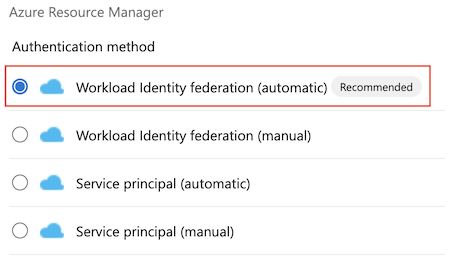 Azure Resource Manager
Authentication method
Workload Identity federation (automatic) Recommended
Workload Identity federation (manual)
Service principal (automatic)
Service principal (manual)